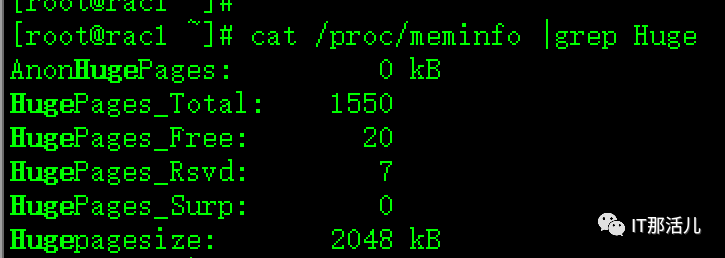 [root@rac1 ~]#
[root@rac1 ~]# cat /proc/meminfo |grep Huge
AnonHugePages: 0 kB
HugePages_Total: 1550
HugePages_Free: 20
HugePages_Rsvd: 7
HugePages_Surp: 0
Hugepagesize: 2048 kB
IT那活儿